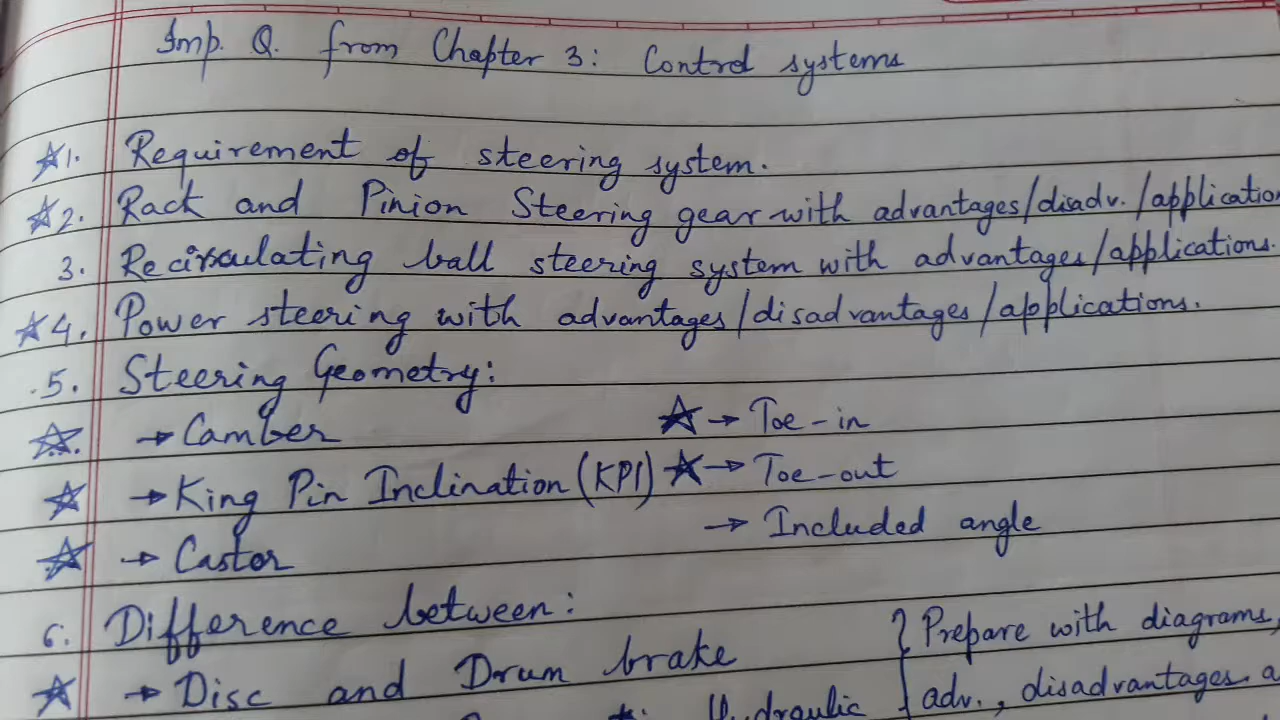 Imp. Q. from Chapter 3: Control systems
☆1. Requirement of steering system.
☆2. Rack and Pinion Steering gear with advantages/disadv./application
3. Recirculating ball steering system with advantages/applications.
☆4. Power steering with advantages/disadvantages/applications.
5. Steering Geometry:
☆ → Camber ☆ → Toe-in
☆ → King Pin Inclination (KPI) ☆ → Toe-out
→ Included angle
☆ → Castor
6. Difference between: } Prepare with diagrams,
☆ → Disc and Drum brake
Hydraulic adv., disadvantages a